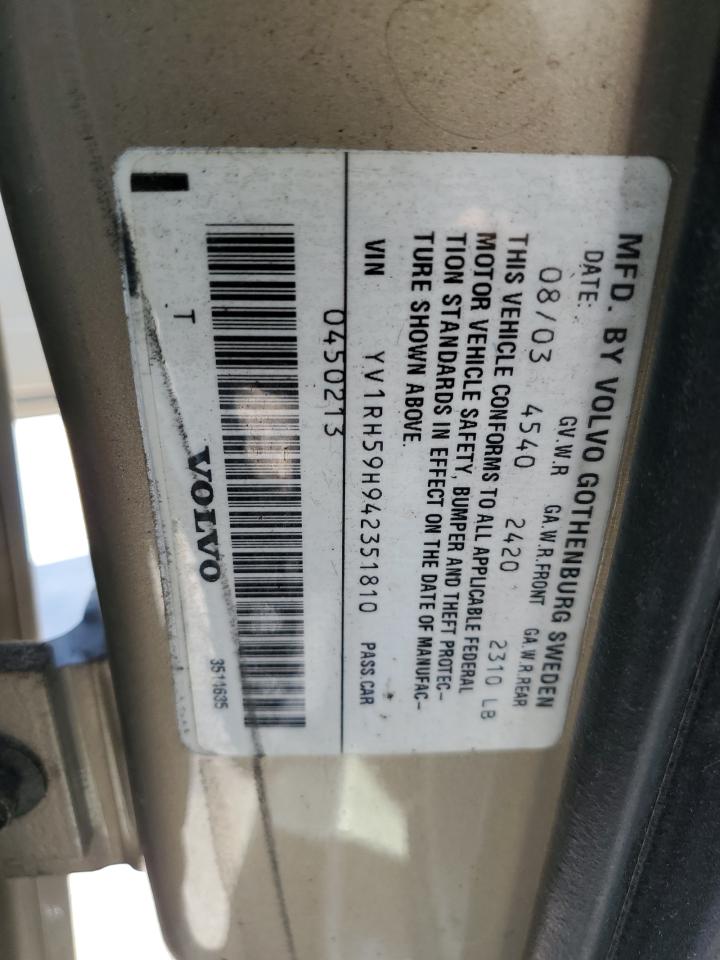 MFD. BY VOLVO GOTHENBURG SWEDEN
DATE: GV.W.R GA.W.R.FRONT GA.W.R.REAR
08/03 4540 2420 2310 LB
THIS VEHICLE CONFORMS TO ALL APPLICABLE FEDERAL
MOTOR VEHICLE SAFETY, BUMPER AND THEFT PROTEC-
TION STANDARDS IN EFFECT ON THE DATE OF MANUFAC-
TURE SHOWN ABOVE.
VIN YV1RH59H942351810 PASS.CAR
0450213
T VOLVO 3511635